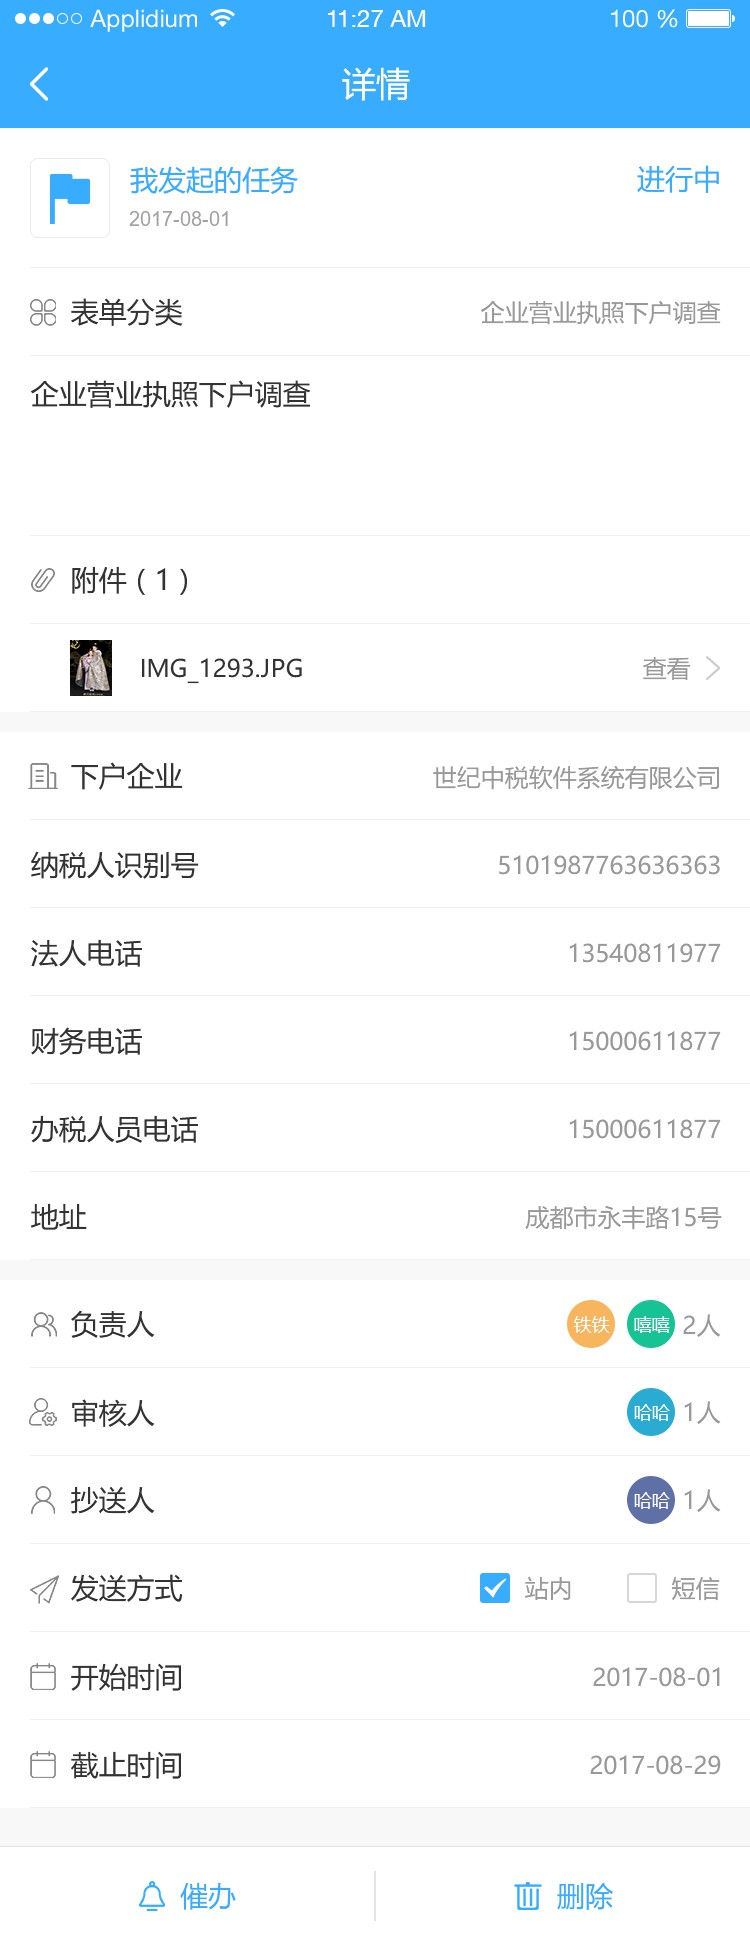 Applidium 11:27 AM 100 %
详情
我发起的任务 进行中
2017-08-01
表单分类 企业营业执照下户调查
企业营业执照下户调查
附件（1）
IMG_1293.JPG 查看
下户企业 世纪中税软件系统有限公司
纳税人识别号 5101987763636363
法人电话 13540811977
财务电话 15000611877
办税人员电话 15000611877
地址 成都市永丰路15号
负责人 铁铁 嘻嘻 2人
审核人 哈哈 1人
抄送人 哈哈 1人
发送方式 站内 短信
开始时间 2017-08-01
截止时间 2017-08-29
催办 删除